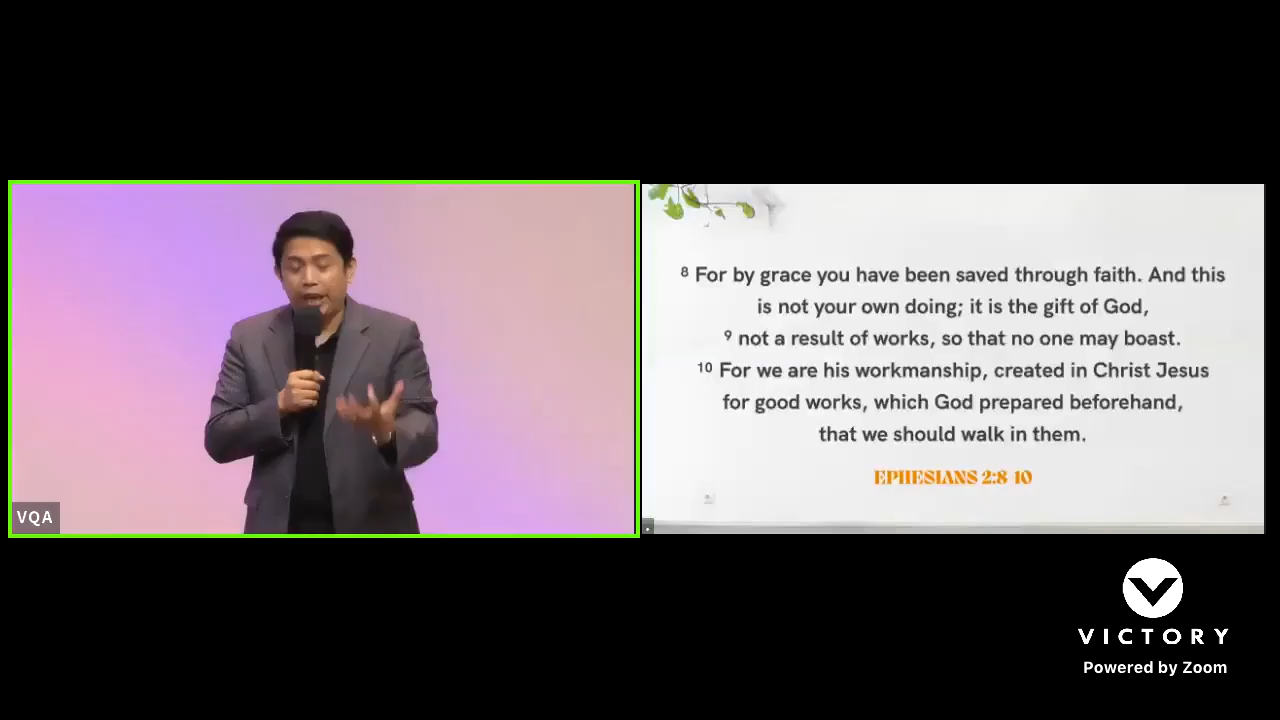 VQA
⁸ For by grace you have been saved through faith. And this
is not your own doing; it is the gift of God,
⁹ not a result of works, so that no one may boast.
¹⁰ For we are his workmanship, created in Christ Jesus
for good works, which God prepared beforehand,
that we should walk in them.
EPHESIANS 2:8 10
VICTORY
Powered by Zoom